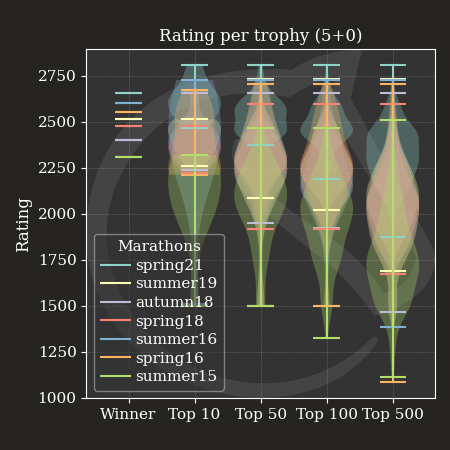 Rating per trophy (5+0)
2750
2500
2250
2000
1750
1500
1250
1000
Rating
Marathons
spring21
summer19
autumn18
spring18
summer16
spring16
summer15
Winner Top 10 Top 50 Top 100 Top 500